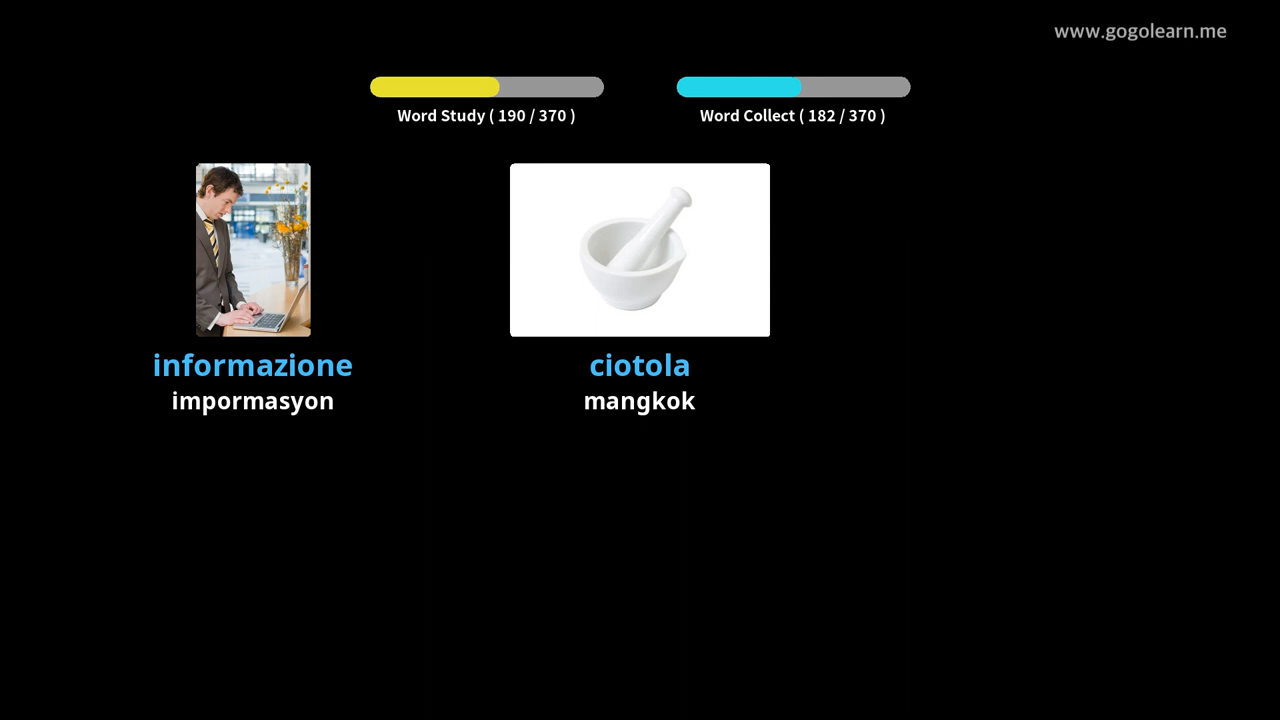 www.gogolearn.me
Word Study ( 190 / 370 )
Word Collect ( 182 / 370 )
informazione
impormasyon
ciotola
mangkok